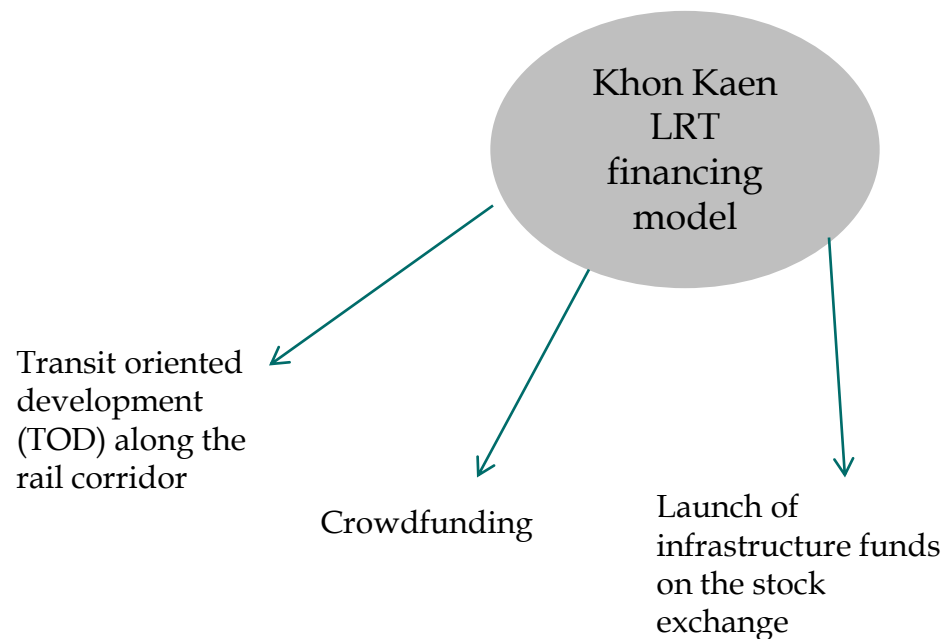 Khon Kaen
LRT
financing
model
Transit oriented
development
(TOD) along the
rail corridor
Crowdfunding
Launch of
infrastructure funds
on the stock
exchange